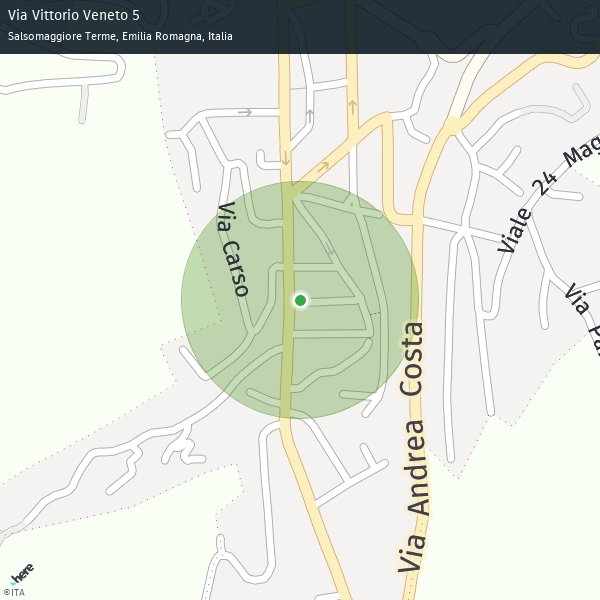 Via Vittorio Veneto 5
Salsomaggiore Terme, Emilia Romagna, Italia
Viale 24 Mag
Via Carso
Via Pa
Via Andrea Costa
here
©ITA